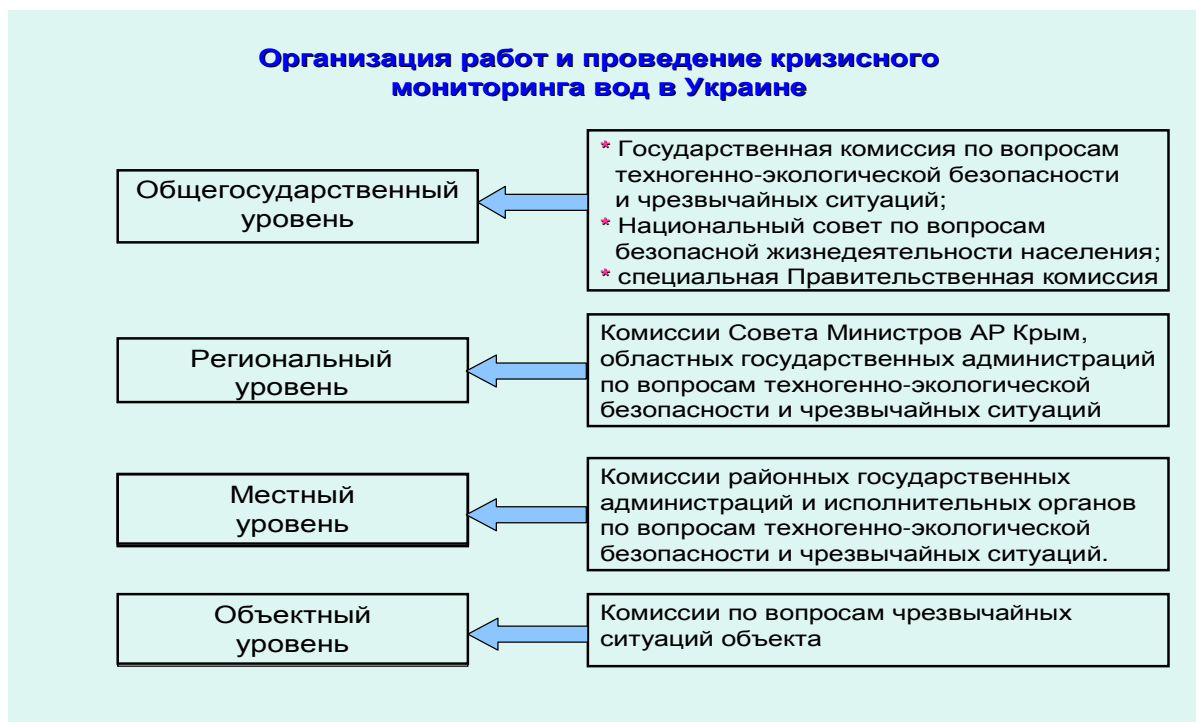 Организация работ и проведение кризисного
мониторинга вод в Украине
Общегосударственный
уровень
* Государственная комиссия по вопросам
техногенно-экологической безопасности
и чрезвычайных ситуаций;
* Национальный совет по вопросам
безопасной жизнедеятельности населения;
* специальная Правительственная комиссия
Региональный
уровень
Комиссии Совета Министров АР Крым,
областных государственных администраций
по вопросам техногенно-экологической
безопасности и чрезвычайных ситуаций
Местный
уровень
Комиссии районных государственных
администраций и исполнительных органов
по вопросам техногенно-экологической
безопасности и чрезвычайных ситуаций.
Объектный
уровень
Комиссии по вопросам чрезвычайных
ситуаций объекта